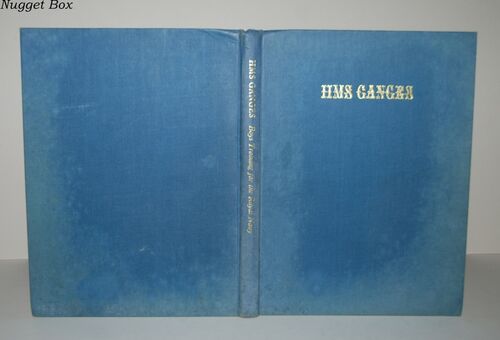 Nugget Box
HMS GANGES Boys Training for the Royal Navy
HMS GANGES